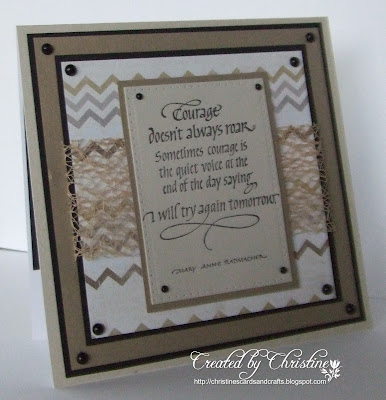 Courage
doesn't always roar.
Sometimes courage is
the quiet voice at the
end of the day saying,
I will try again tomorrow.
MARY ANNE RADMACHER
Created by Christine
http://christinescardsandcrafts.blogspot.com